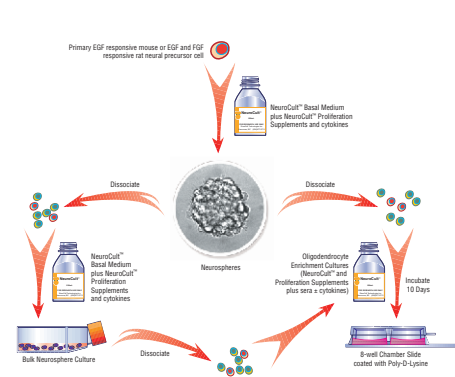 Primary EGF responsive mouse or EGF and FGF
responsive rat neural precursor cell
NeuroCult™
NeuroCult™ Basal Medium
plus NeuroCult™ Proliferation
Supplements and cytokines
Dissociate
Dissociate
Neurospheres
NeuroCult™
NeuroCult™
Basal Medium
plus NeuroCult™
Proliferation
Supplements
and cytokines
Oligodendrocyte
Enrichment Cultures
(NeuroCult™ and
Proliferation Supplements
plus sera ± cytokines)
NeuroCult™
Incubate
10 Days
Bulk Neurosphere Culture
Dissociate
8-well Chamber Slide
coated with Poly-D-Lysine